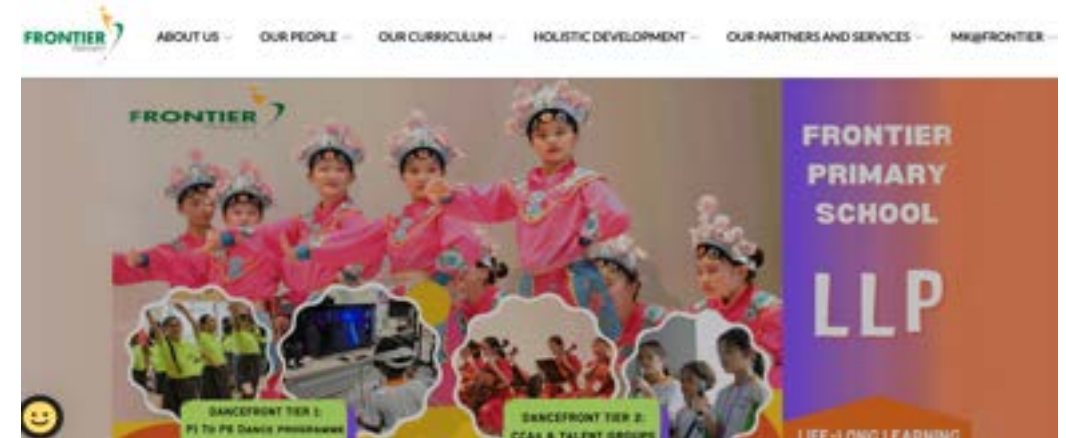 FRONTIER
ABOUT US
OUR PEOPLE
OUR CURRICULUM
HOLISTIC DEVELOPMENT
OUR PARTNERS AND SERVICES
MK@FRONTIER
FRONTIER
FRONTIER
PRIMARY
SCHOOL
LLP
DANCEFRONT TIER 1:
P1 TO P6 DANCE PROGRAMME
DANCEFRONT TIER 2:
CCAs & TALENT GROUPS
LIFE-LONG LEARNING